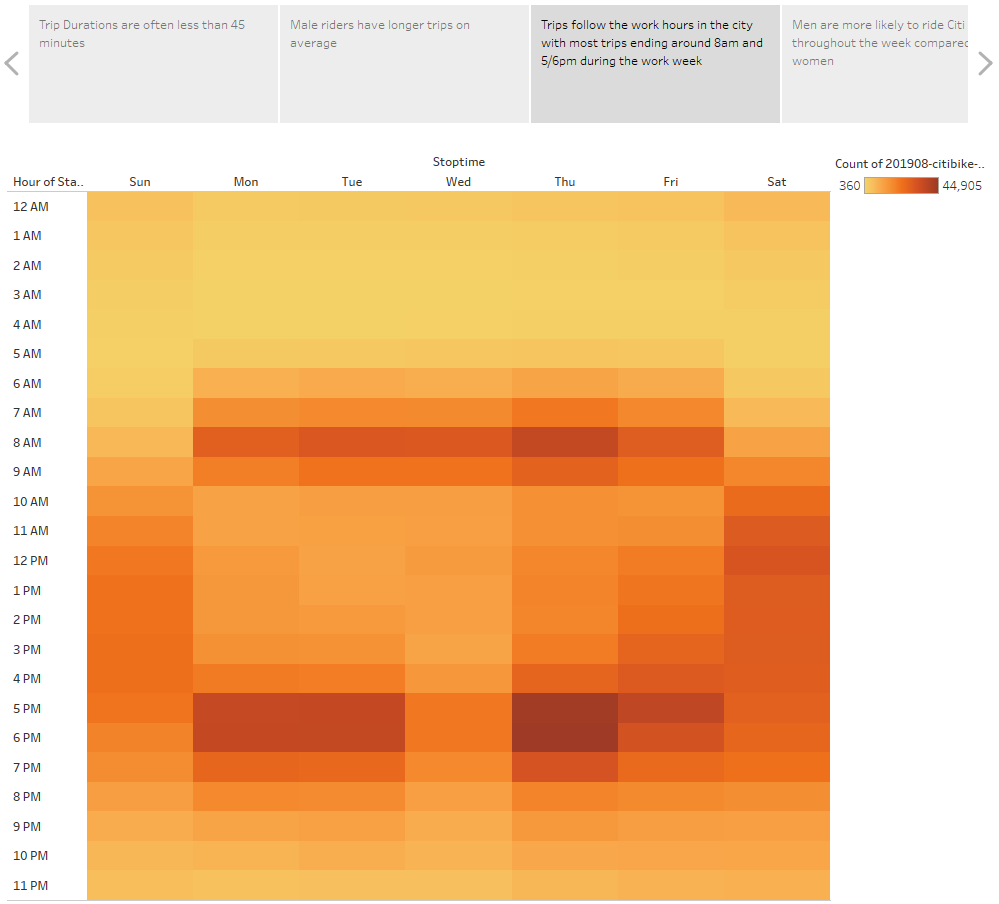 Trip Durations are often less than 45
minutes
Male riders have longer trips on
average
Trips follow the work hours in the city
with most trips ending around 8am and
5/6pm during the work week
Men are more likely to ride Citi
throughout the week compared
women
Stoptime
Hour of Sta.. Sun Mon Tue Wed Thu Fri Sat
Count of 201908-citibike-..
360 44,905
12 AM
1 AM
2 AM
3 AM
4 AM
5 AM
6 AM
7 AM
8 AM
9 AM
10 AM
11 AM
12 PM
1 PM
2 PM
3 PM
4 PM
5 PM
6 PM
7 PM
8 PM
9 PM
10 PM
11 PM